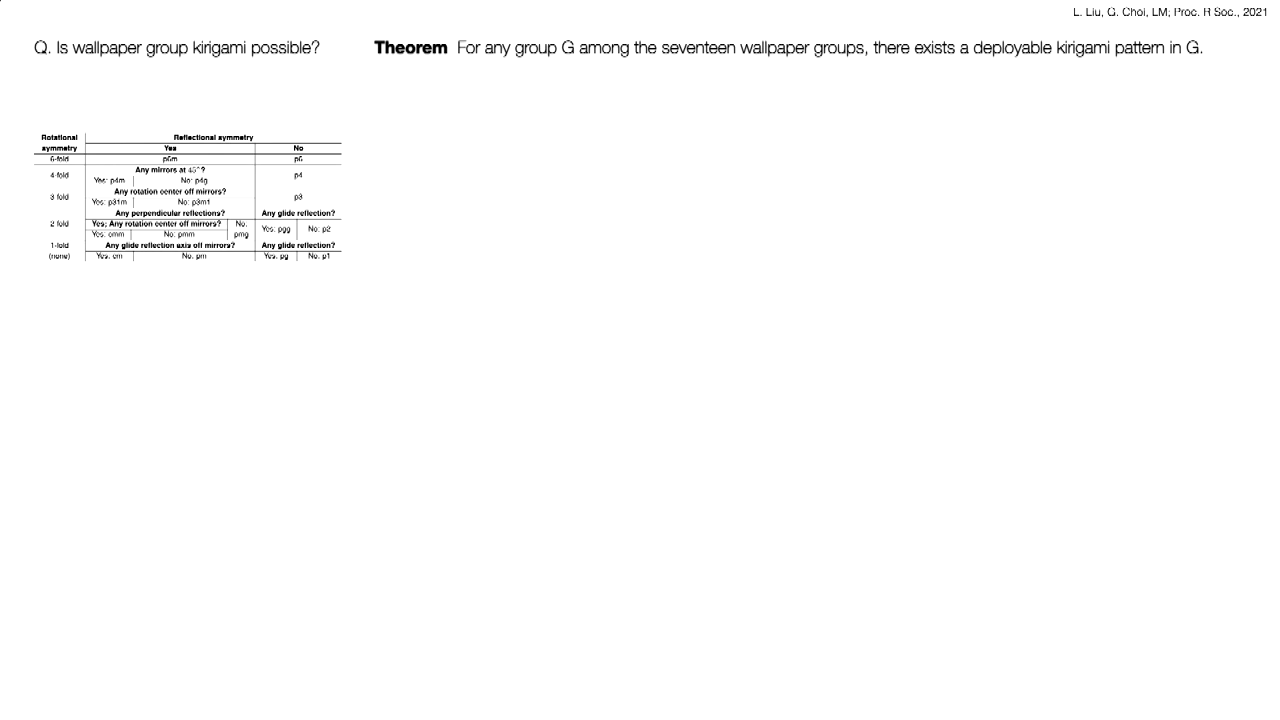 L. Liu, G. Choi, LM; Proc. R Soc., 2021
Q. Is wallpaper group kirigami possible?
Theorem For any group G among the seventeen wallpaper groups, there exists a deployable kirigami pattern in G.
Rotational symmetry Reflectional symmetry
Yes No
6-fold p6m p6
4-fold Any mirrors at 45°? p4
Yes: p4m No: p4g
3 fold Any rotation center off mirrors? p3
Yes: p31m No: p3m1
Any perpendicular reflections? Any glide reflection?
2 fold Yes; Any rotation center off mirrors? No: pmg Yes: pgg No: p2
Yes: cmm No: pmm
1-fold (none) Any glide reflection axis off mirrors? Any glide reflection?
Yes: cm No: pm Yes: pg No: p1